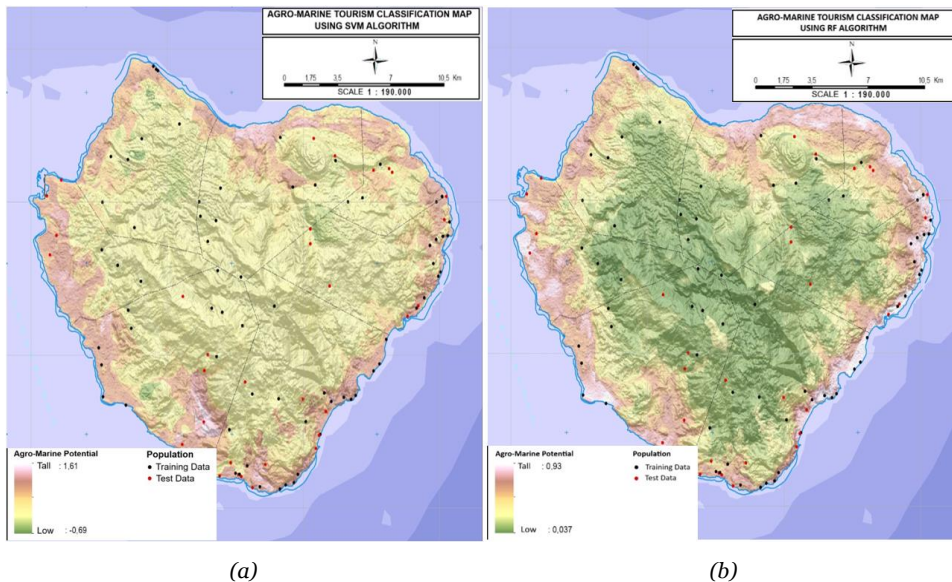 AGRO-MARINE TOURISM CLASSIFICATION MAP
USING SVM ALGORITHM
N
0 1,75 3,5 7 10,5 Km
SCALE 1 : 190.000
Agro-Marine Potential
Tall : 1,61
Low : -0,69
Population
Training Data
Test Data
(a)
AGRO-MARINE TOURISM CLASSIFICATION MAP
USING RF ALGORITHM
N
0 1,75 3,5 7 10,5 Km
SCALE 1 : 190.000
Agro-Marine Potential
Tall : 0,93
Low : 0,037
Population
Training Data
Test Data
(b)